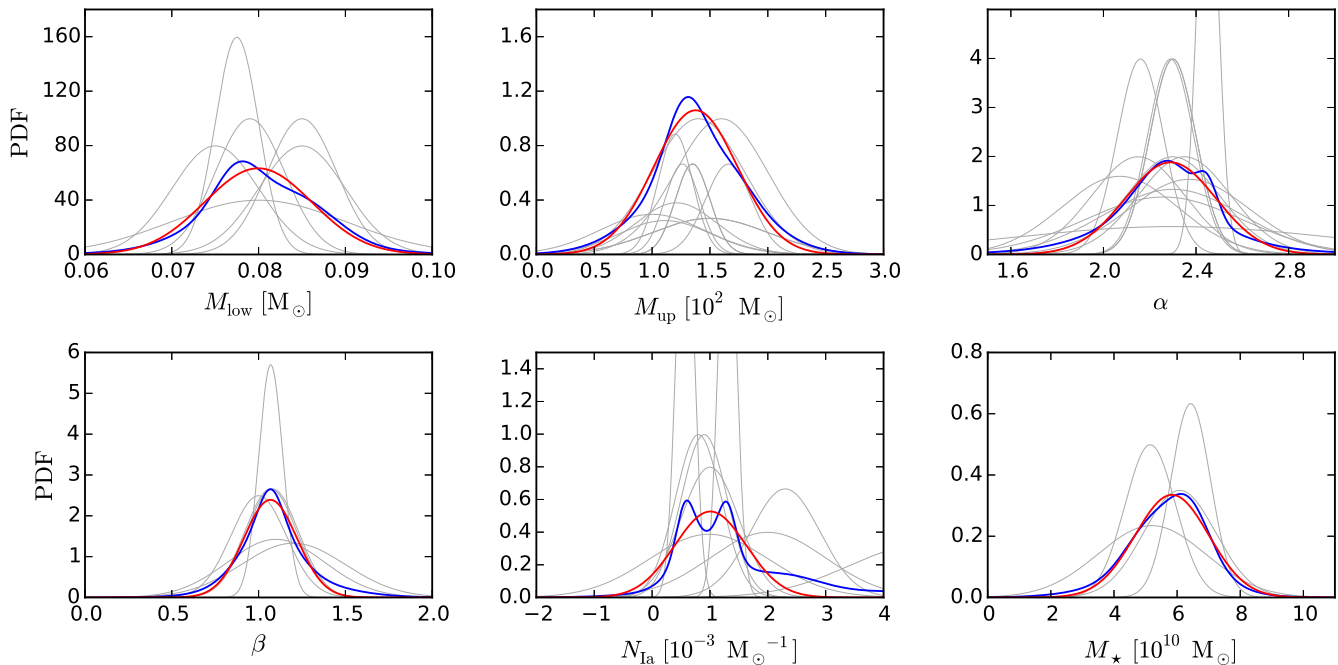 PDF
160
120
80
40
0
0.06 0.07 0.08 0.09 0.10
M_low [M_⊙]
1.6
1.2
0.8
0.4
0.0
0.0 0.5 1.0 1.5 2.0 2.5 3.0
M_up [10^2 M_⊙]
4
3
2
1
0
1.6 2.0 2.4 2.8
α
PDF
6
5
4
3
2
1
0
0.0 0.5 1.0 1.5 2.0
β
1.4
1.2
1.0
0.8
0.6
0.4
0.2
0.0
−2 −1 0 1 2 3 4
N_Ia [10^−3 M_⊙^−1]
0.8
0.6
0.4
0.2
0.0
0 2 4 6 8 10
M_⋆ [10^10 M_⊙]